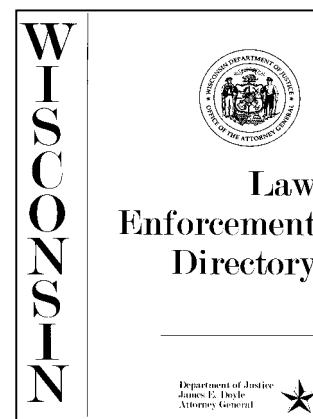 WISCONSIN
WISCONSIN DEPARTMENT OF JUSTICE
OFFICE OF THE ATTORNEY GENERAL
Law
Enforcement
Directory
Department of Justice
James E. Doyle
Attorney General